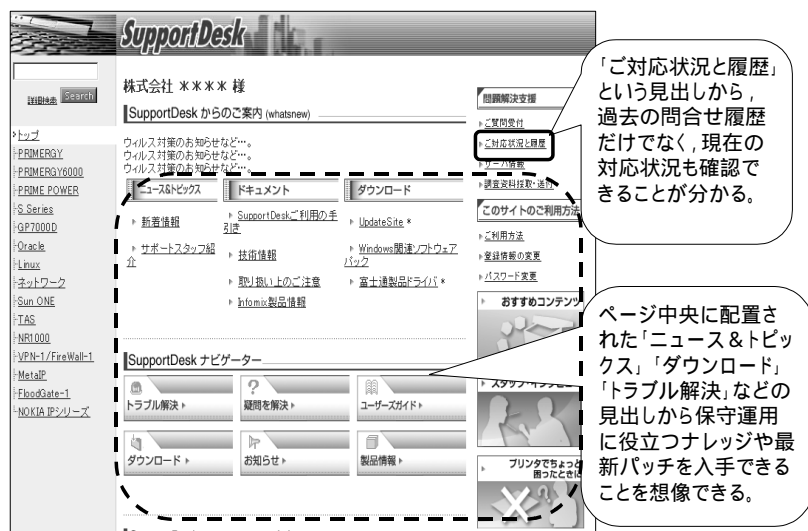 SupportDesk
詳細検索 Search
トップ
PRIMERGY
PRIMERGY6000
PRIME POWER
S Series
GP7000D
Oracle
Linux
ネットワーク
Sun ONE
TAS
NR1000
VPN-1/FireWall-1
MetaIP
FloodGate-1
NOKIA IPシリーズ
株式会社 ＊＊＊＊ 様
SupportDesk からのご案内 (whatsnew)
ウィルス対策のお知らせなど…。
ウィルス対策のお知らせなど…。
ウィルス対策のお知らせなど…。
ニュース&トピックス
新着情報
サポートスタッフ紹
介
ドキュメント
SupportDeskご利用の手
引き
技術情報
取り扱い上のご注意
Infomix製品情報
ダウンロード
UpdateSite *
Windows関連ソフトウェア
パック
富士通製品ドライバ *
SupportDesk ナビゲーター
トラブル解決
疑問を解決
ユーザーズガイド
ダウンロード
お知らせ
製品情報
問題解決支援
ご質問受付
ご対応状況と履歴
サーバ情報
調査資料採取・送付
このサイトのご利用方法
ご利用方法
登録情報の変更
パスワード変更
おすすめコンテンツ
プリンタでちょっと
困ったときに
「ご対応状況と履歴」
という見出しから，
過去の問合せ履歴
だけでなく，現在の
対応状況も確認で
きることが分かる。
ページ中央に配置さ
れた「ニュース＆トピッ
クス」「ダウンロード」
「トラブル解決」などの
見出しから保守運用
に役立つナレッジや最
新パッチを入手できる
ことを想像できる。